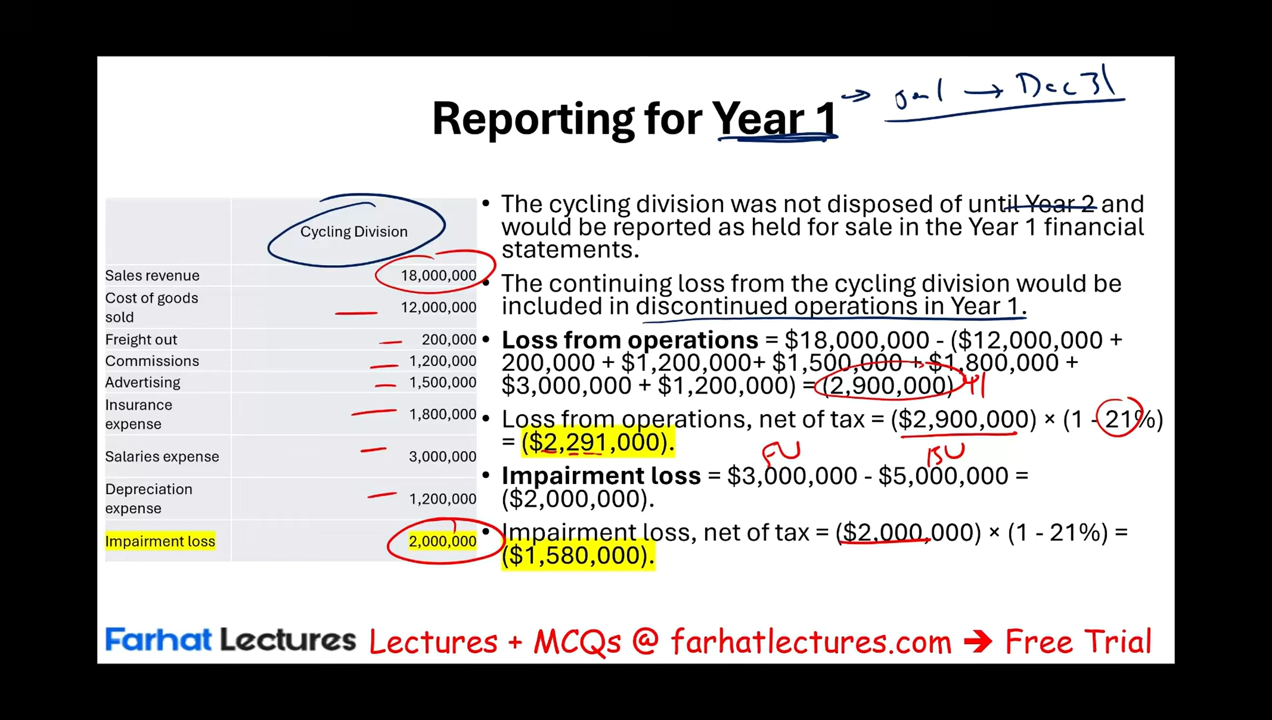 Reporting for Year 1 → Jan 1 → Dec 31
Cycling Division
Sales revenue 18,000,000
Cost of goods
sold 12,000,000
Freight out 200,000
Commissions 1,200,000
Advertising 1,500,000
Insurance
expense 1,800,000
Salaries expense 3,000,000
Depreciation
expense 1,200,000
Impairment loss 2,000,000
• The cycling division was not disposed of until Year 2 and
would be reported as held for sale in the Year 1 financial
statements.
• The continuing loss from the cycling division would be
included in discontinued operations in Year 1.
• Loss from operations = $18,000,000 - ($12,000,000 +
200,000 + $1,200,000+ $1,500,000 + $1,800,000 +
$3,000,000 + $1,200,000) = (2,900,000) Y1
• Loss from operations, net of tax = ($2,900,000) × (1 - 21%)
= ($2,291,000).
FV BV
• Impairment loss = $3,000,000 - $5,000,000 =
($2,000,000).
• Impairment loss, net of tax = ($2,000,000) × (1 - 21%) =
($1,580,000).
Farhat Lectures Lectures + MCQs @ farhatlectures.com → Free Trial